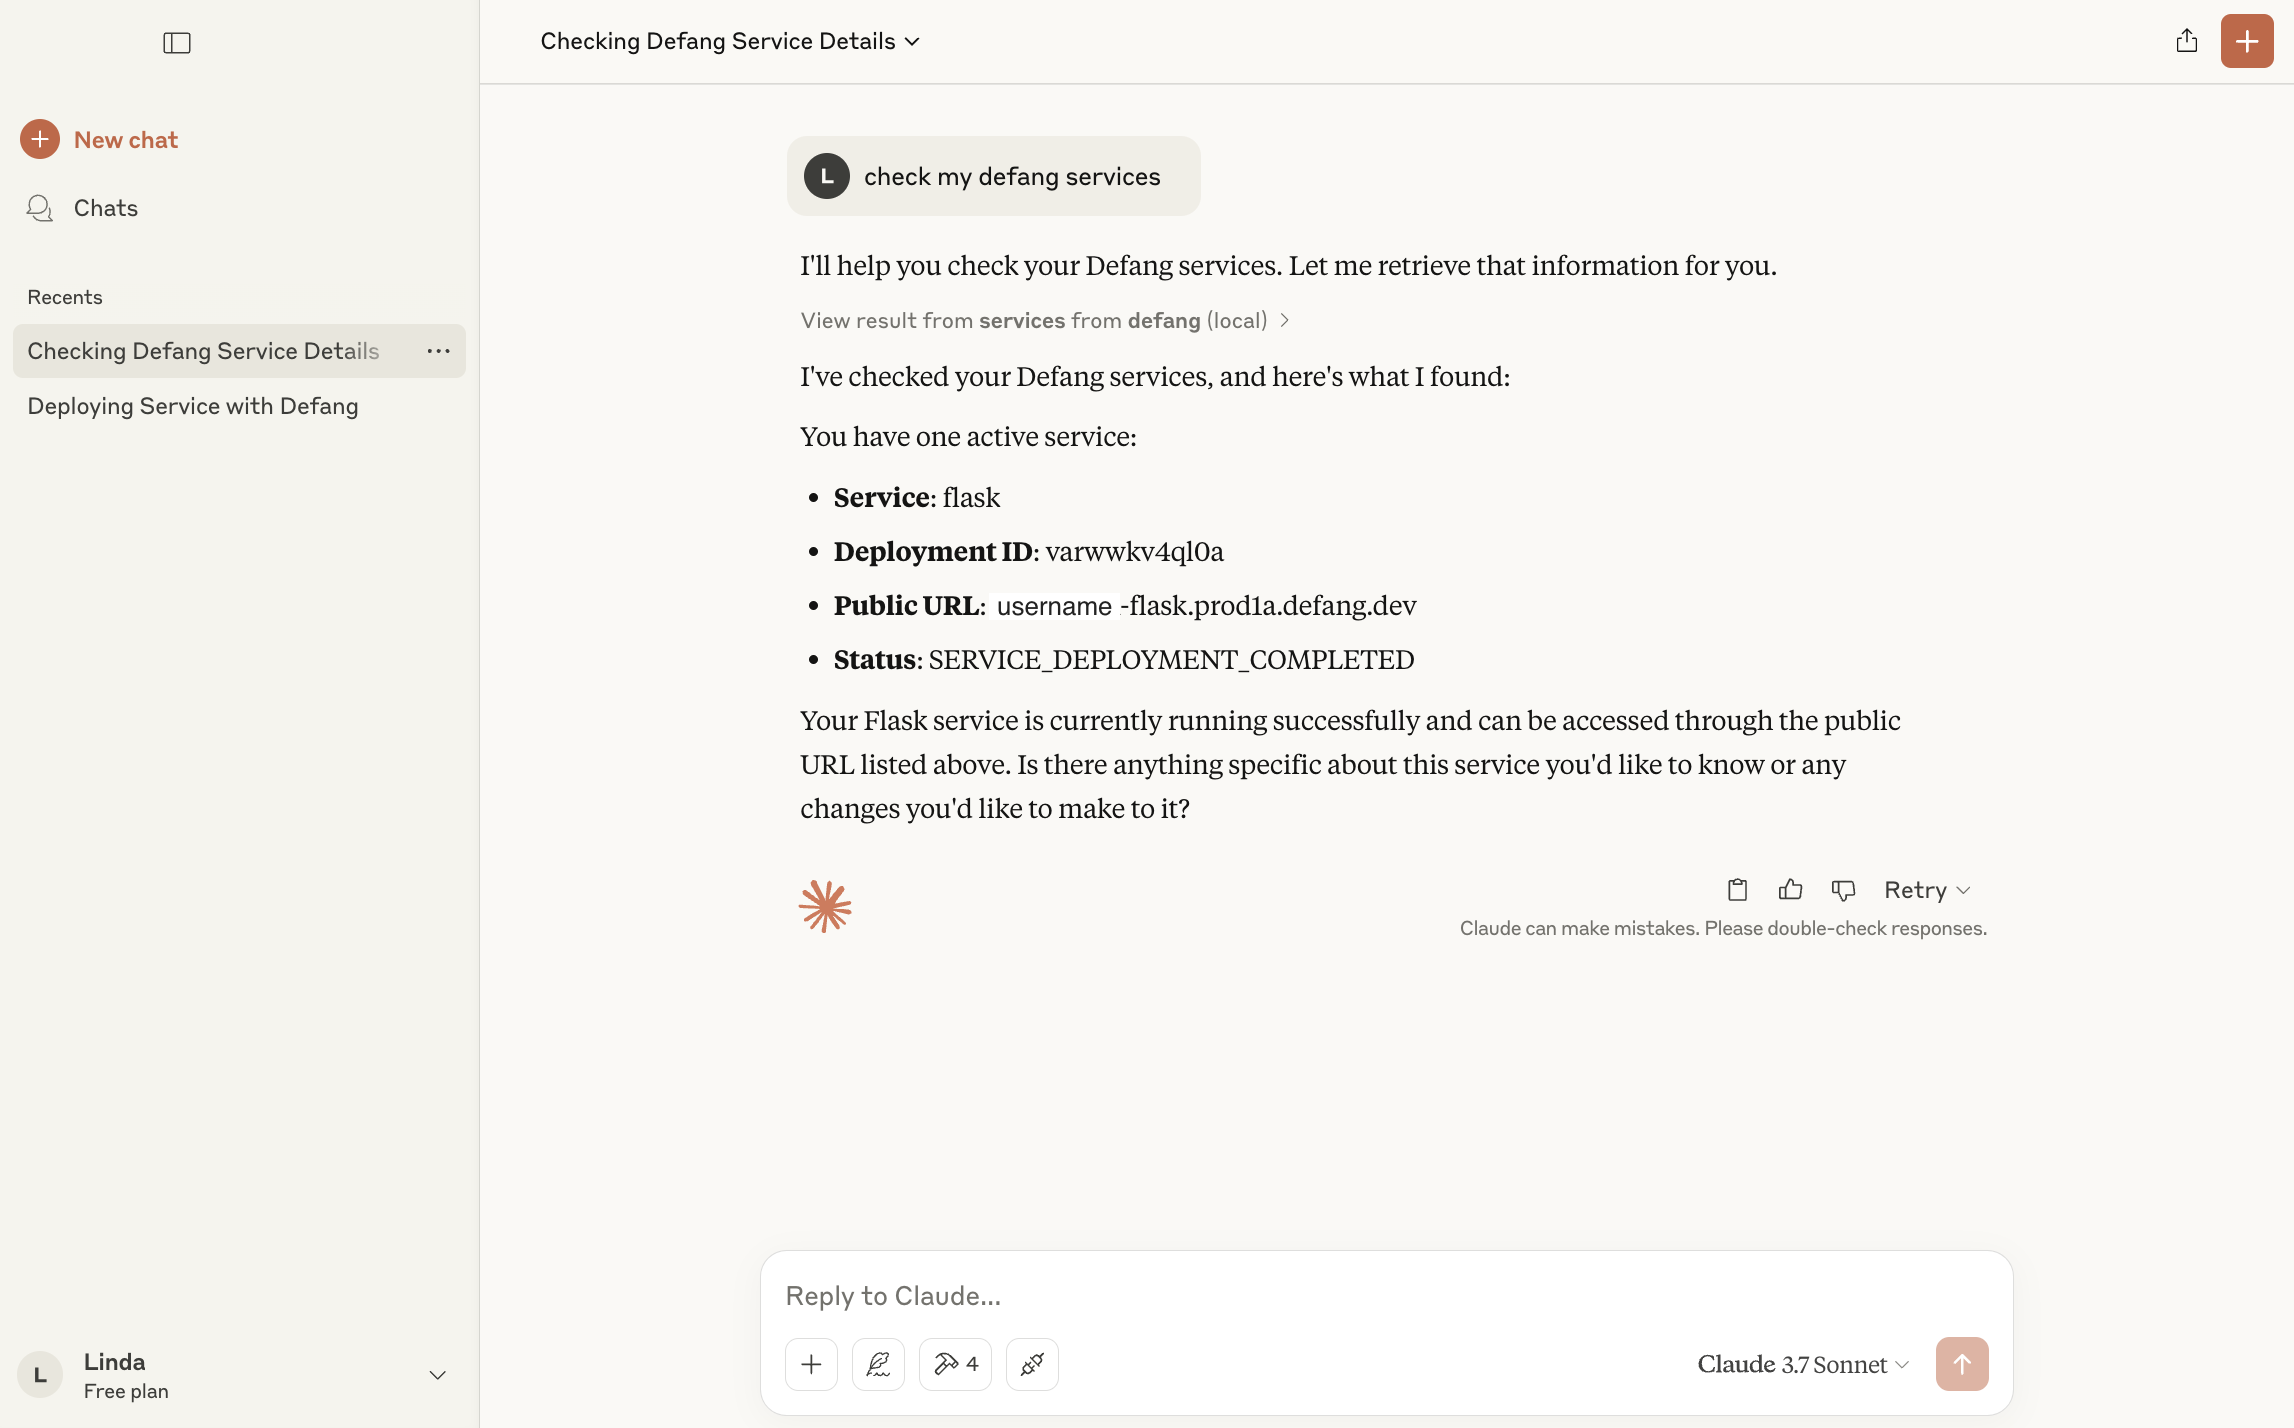 Checking Defang Service Details
New chat
Chats
Recents
Checking Defang Service Details
Deploying Service with Defang
L
Linda
Free plan
L check my defang services
I'll help you check your Defang services. Let me retrieve that information for you.
View result from services from defang (local)
I've checked your Defang services, and here's what I found:
You have one active service:
• Service: flask
• Deployment ID: varwwkv4ql0a
• Public URL: username -flask.prod1a.defang.dev
• Status: SERVICE_DEPLOYMENT_COMPLETED
Your Flask service is currently running successfully and can be accessed through the public
URL listed above. Is there anything specific about this service you'd like to know or any
changes you'd like to make to it?
Retry
Claude can make mistakes. Please double-check responses.
Reply to Claude...
4
Claude 3.7 Sonnet